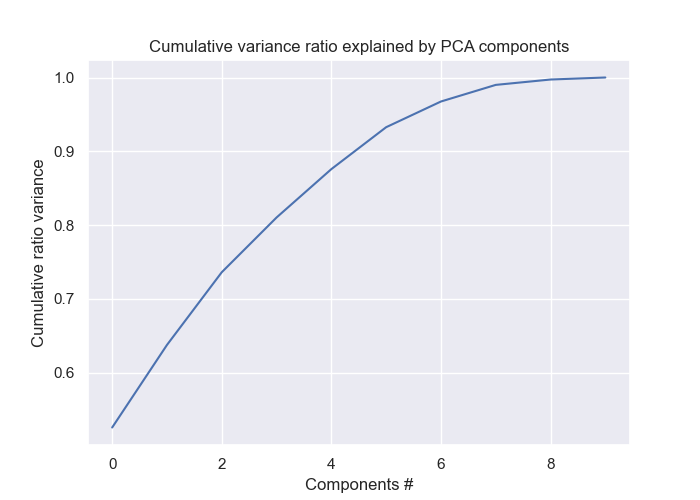 Cumulative variance ratio explained by PCA components
1.0
0.9
0.8
0.7
0.6
Cumulative ratio variance
0 2 4 6 8
Components #